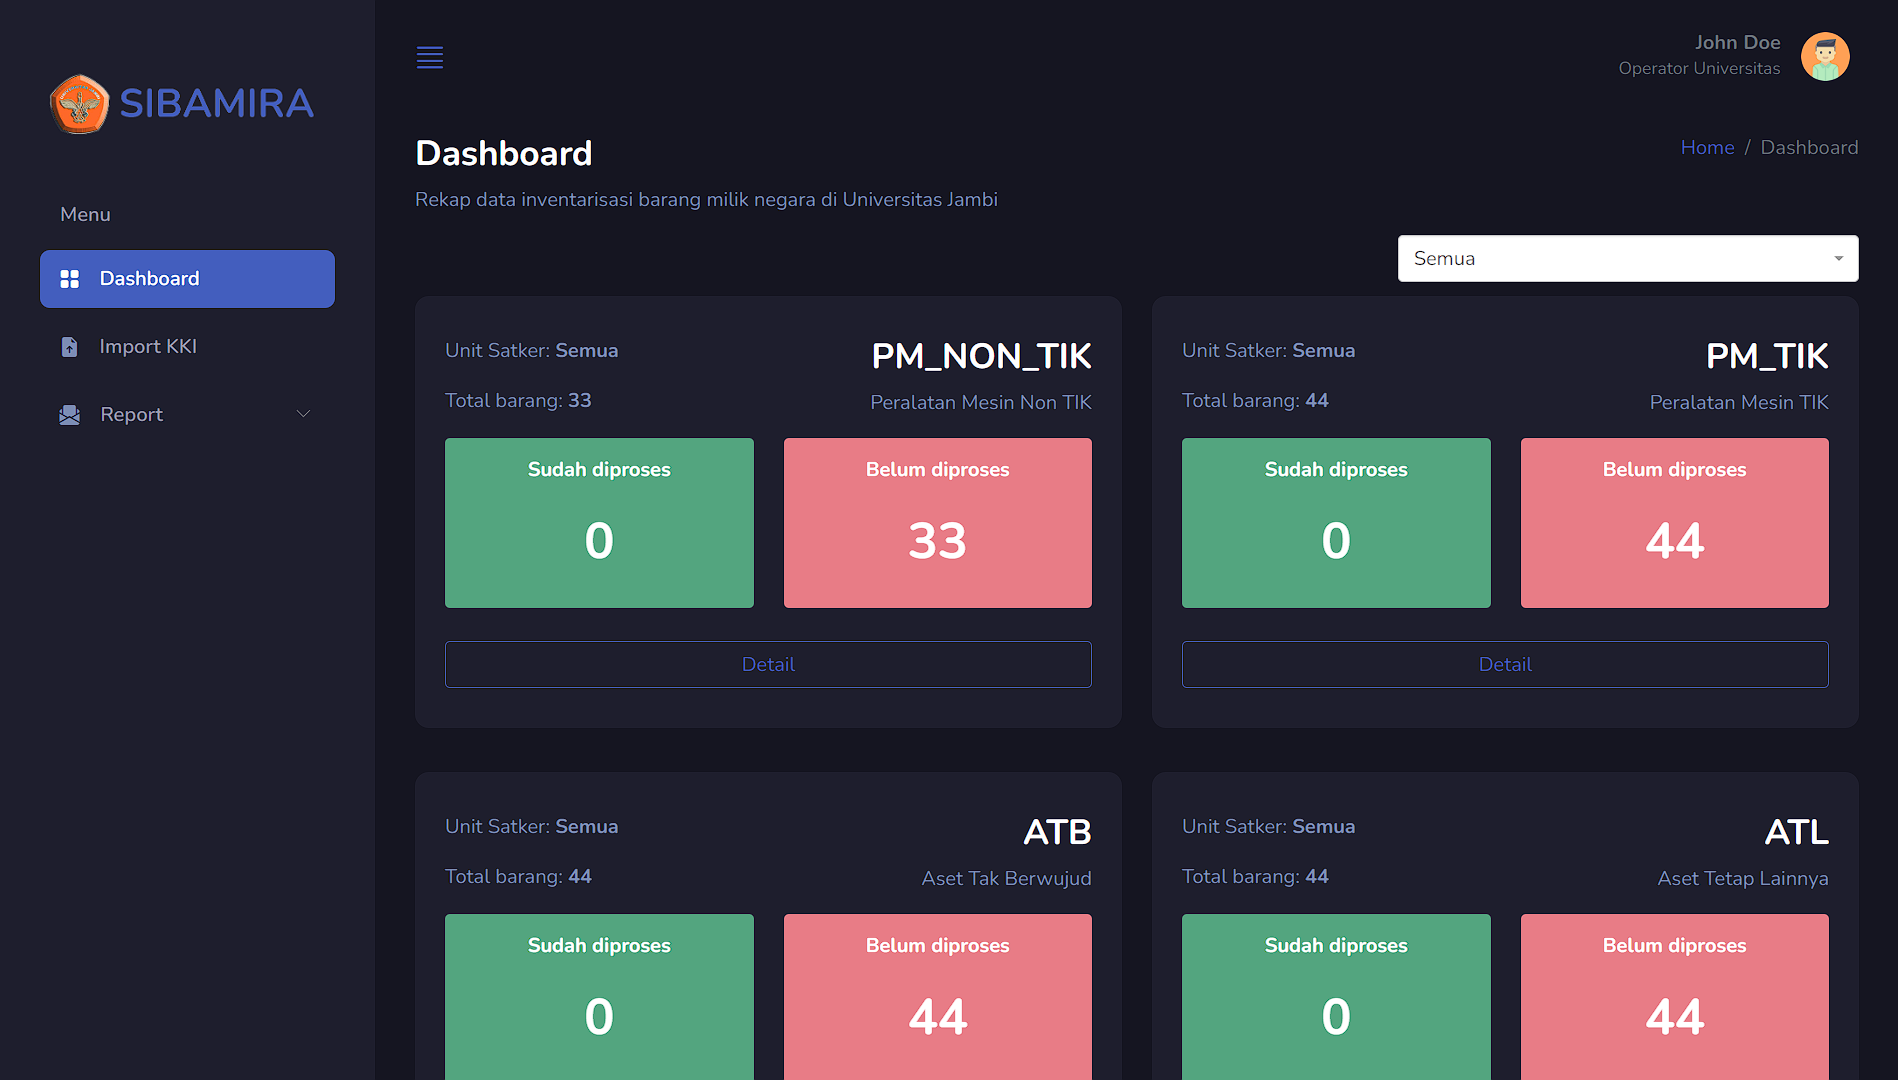 SIBAMIRA
Menu
Dashboard
Import KKI
Report
John Doe
Operator Universitas
Dashboard
Home / Dashboard
Rekap data inventarisasi barang milik negara di Universitas Jambi
Semua
Unit Satker: Semua
PM_NON_TIK
Total barang: 33
Peralatan Mesin Non TIK
Sudah diproses
0
Belum diproses
33
Detail
Unit Satker: Semua
PM_TIK
Total barang: 44
Peralatan Mesin TIK
Sudah diproses
0
Belum diproses
44
Detail
Unit Satker: Semua
ATB
Total barang: 44
Aset Tak Berwujud
Sudah diproses
0
Belum diproses
44
Unit Satker: Semua
ATL
Total barang: 44
Aset Tetap Lainnya
Sudah diproses
0
Belum diproses
44